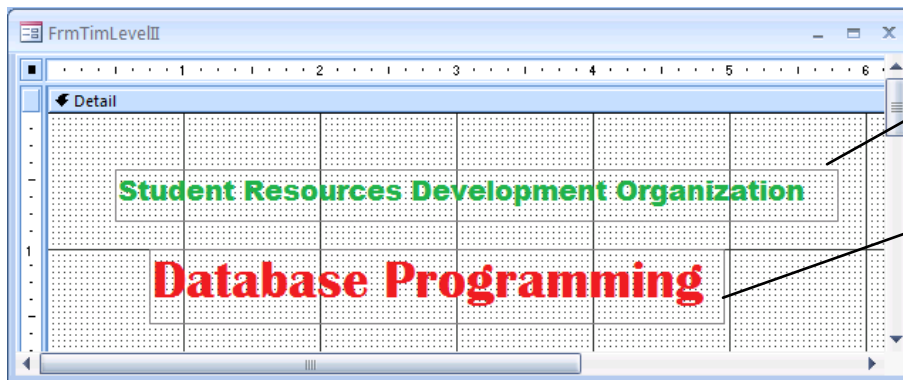 FrmTimLevelII
1 2 3 4 5 6
Detail
Student Resources Development Organization
1
Database Programming